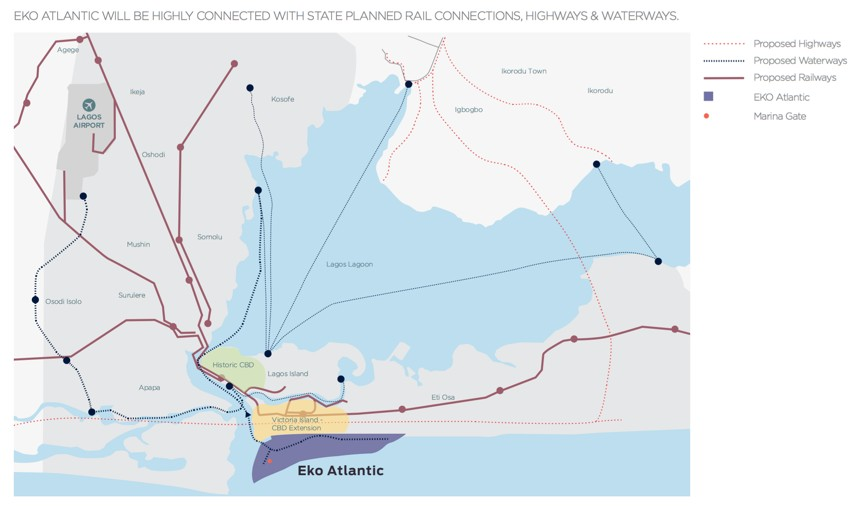 EKO ATLANTIC WILL BE HIGHLY CONNECTED WITH STATE PLANNED RAIL CONNECTIONS, HIGHWAYS & WATERWAYS.
Agege
Ikeja
Kosofe
Ikorodu Town
Ikorodu
Igbogbo
LAGOS
AIRPORT
Oshodi
Mushin
Somolu
Lagos Lagoon
Osodi Isolo
Surulere
Historic CBD
Lagos Island
Apapa
Eti Osa
Victoria Island -
CBD Extension
Eko Atlantic
Proposed Highways
Proposed Waterways
Proposed Railways
EKO Atlantic
Marina Gate